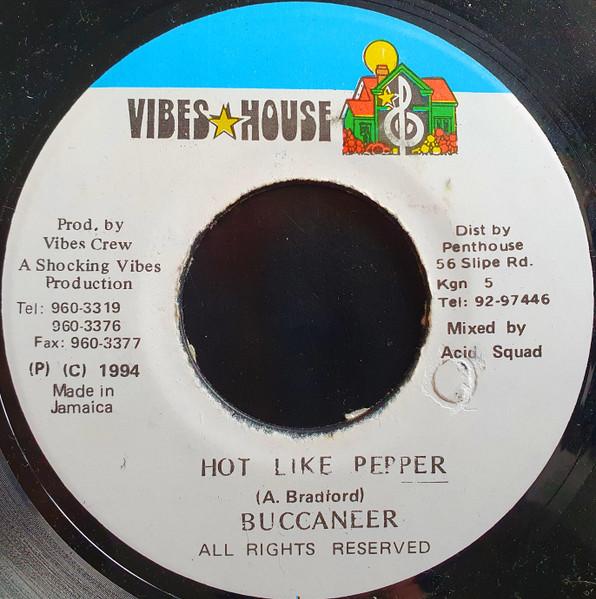 VIBES HOUSE
Prod. by
Vibes Crew
A Shocking Vibes
Production
Tel: 960-3319
960-3376
Fax: 960-3377
(P) (C) 1994
Made in
Jamaica
Dist by
Penthouse
56 Slipe Rd.
Kgn 5
Tel: 92-97446
Mixed by
Acid Squad
HOT LIKE PEPPER
(A. Bradford)
BUCCANEER
ALL RIGHTS RESERVED